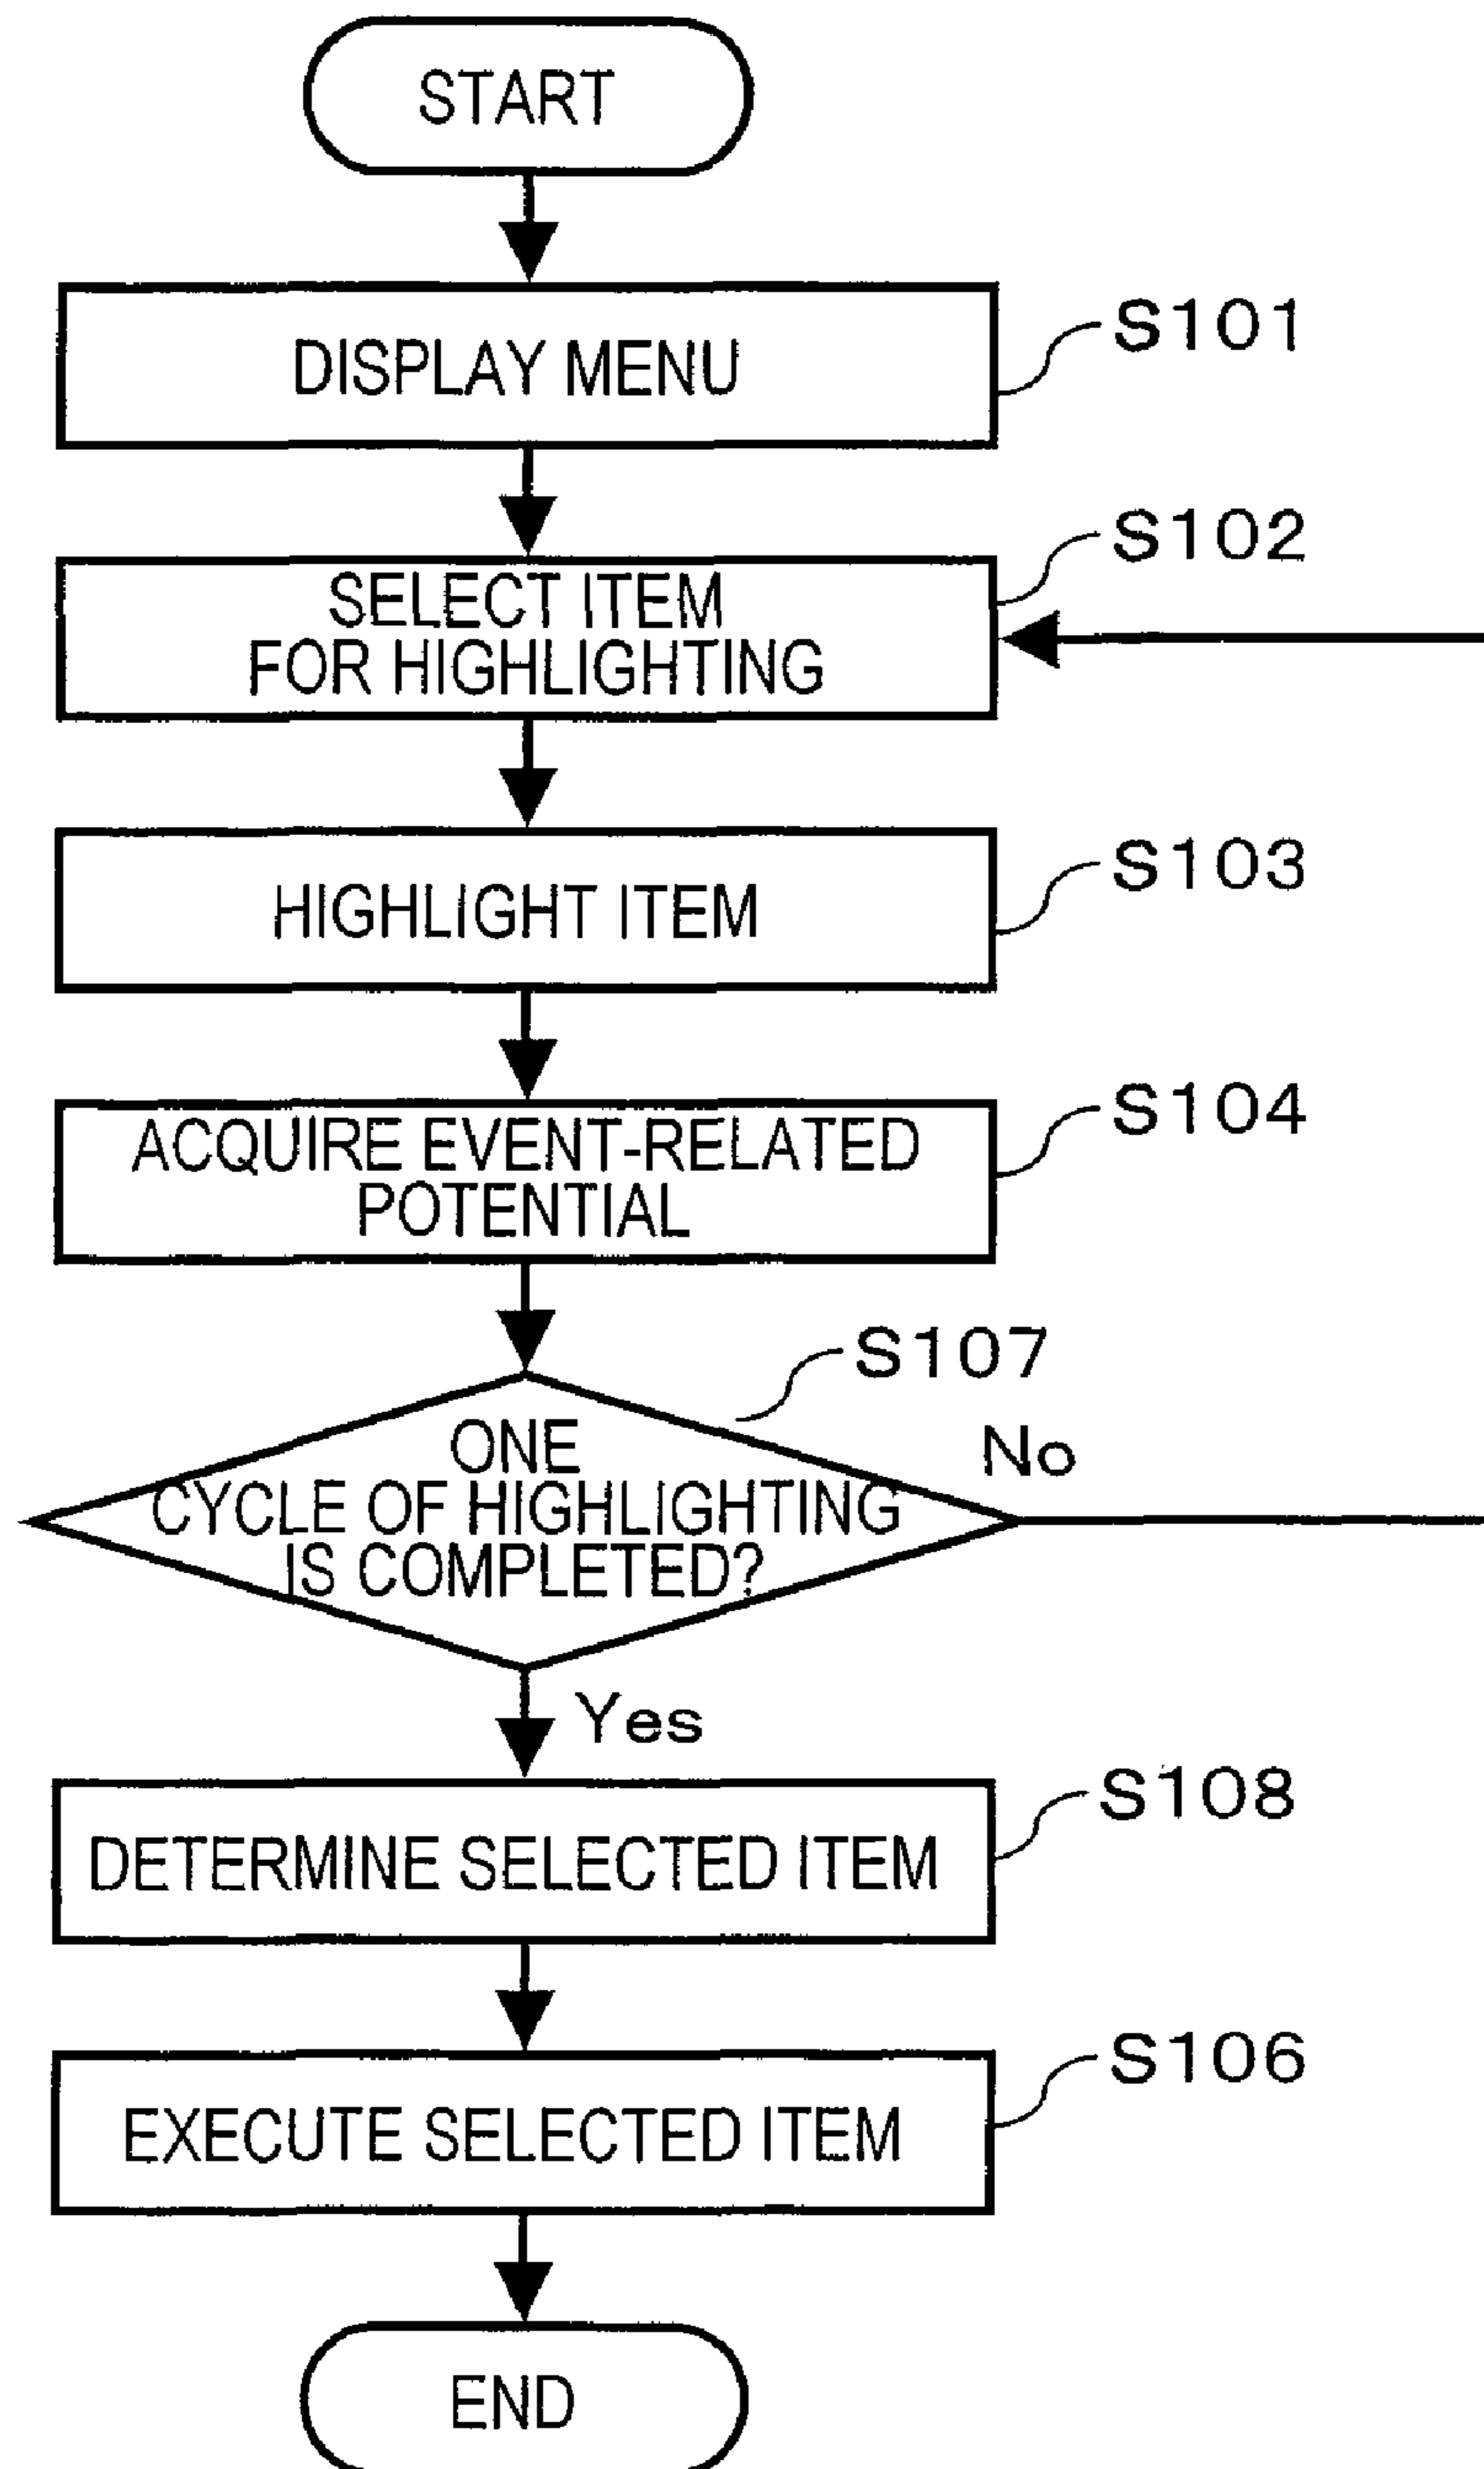 START
DISPLAY MENU
S101
S102
SELECT ITEM
FOR HIGHLIGHTING
HIGHLIGHT ITEM
S103
ACQUIRE EVENT-RELATED
POTENTIAL
S104
S107
ONE
CYCLE OF HIGHLIGHTING
IS COMPLETED?
No
Yes
S108
DETERMINE SELECTED ITEM
S106
EXECUTE SELECTED ITEM
END